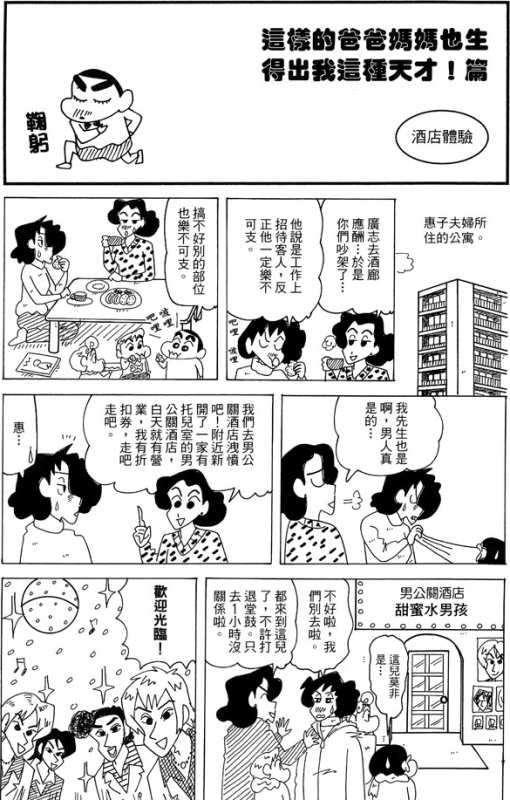 這樣的爸爸媽媽也生
得出我這種天才！篇
鞠躬
酒店體驗
惠子夫婦所
住的公寓。
廣志去酒廊
應酬…於是
你們吵架了…
他說是工作上
招待客人，反
正他一定樂不
可支。
吧哩
吧哩
搞不好別的部位
也樂不可支。
吧哩
吧哩
我先生也是
啊，男人真
是的…
我們去男公
關酒店洩憤
吧！附近新
開了一家有
托兒室的男
公關酒店，
白天就有營
業，我有折
扣券，走吧
走吧。
惠…
男公關酒店
甜蜜水男孩
這兒莫非
是…
不好啦，我
們別去啦。
都來到這兒
了，不許打
退堂鼓。只
去1小時沒
關係啦。
歡迎光臨！